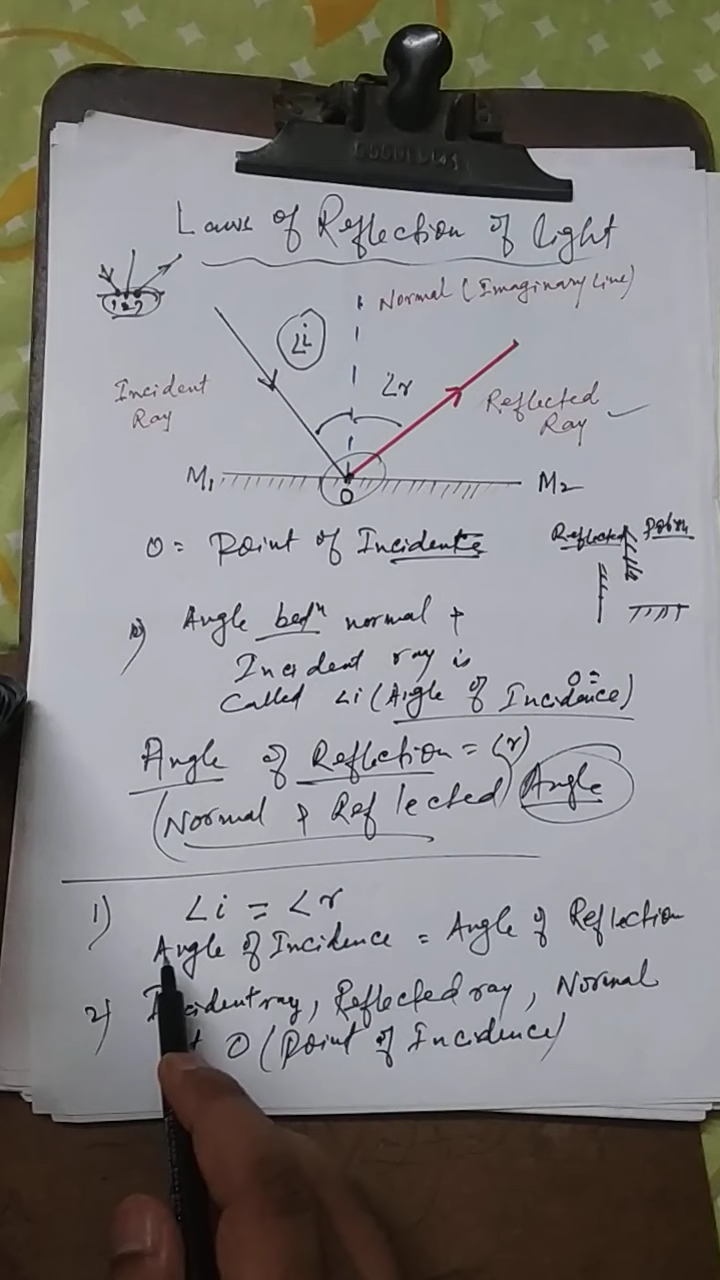 Laws of Reflection of light
Normal (Imaginary Line)
∠i
∠r
Incident
Ray
Reflected
Ray
M₁
M₂
O
O = Point of Incidence
Reflected
Angle betⁿ normal +
Incident ray is
Called ∠i (Angle of Incidence)
Angle of Reflection = ∠r)
(Normal & Reflected) Angle
1) ∠i = ∠r
Angle of Incidence = Angle of Reflection
2) Incident ray, Reflected ray, Normal
O (Point of Incidence)